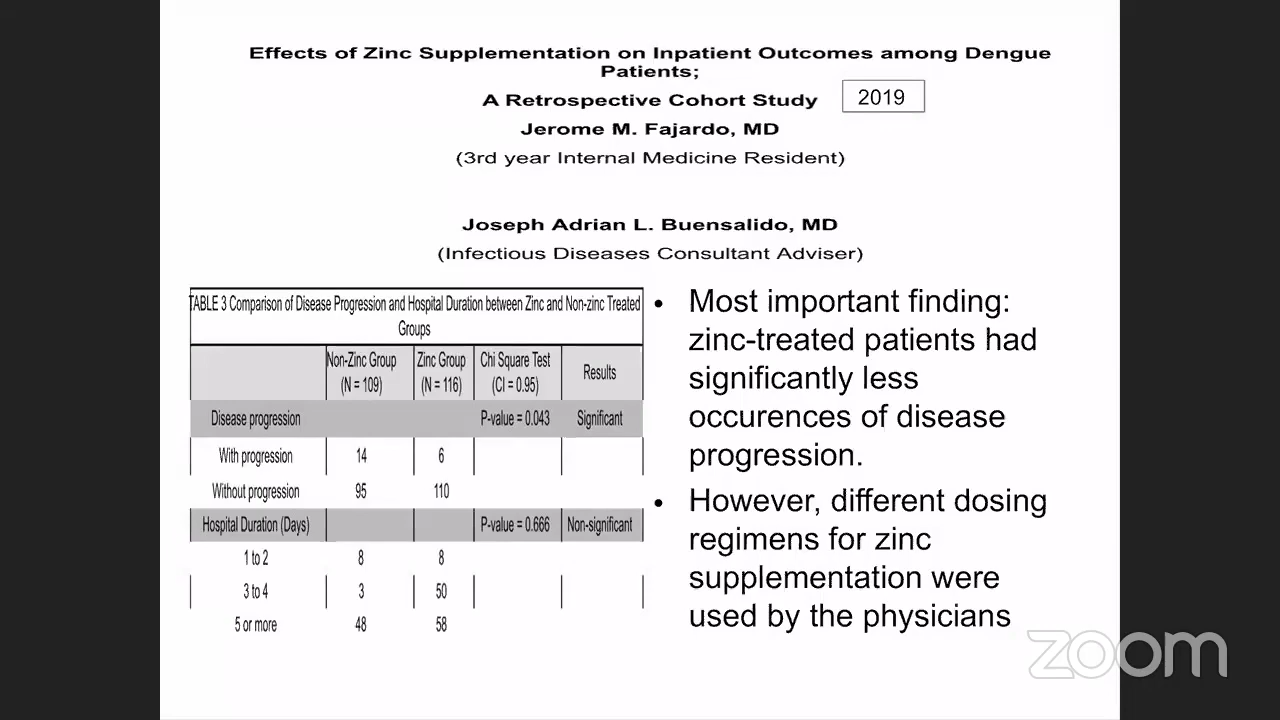 Effects of Zinc Supplementation on Inpatient Outcomes among Dengue
Patients;
A Retrospective Cohort Study
2019
Jerome M. Fajardo, MD
(3rd year Internal Medicine Resident)
Joseph Adrian L. Buensalido, MD
(Infectious Diseases Consultant Adviser)
TABLE 3 Comparison of Disease Progression and Hospital Duration between Zinc and Non-zinc Treated
Groups
Non-Zinc Group (N = 109) Zinc Group (N = 116) Chi Square Test (CI = 0.95) Results
Disease progression P-value = 0.043 Significant
With progression 14 6
Without progression 95 110
Hospital Duration (Days) P-value = 0.666 Non-significant
1 to 2 8 8
3 to 4 3 50
5 or more 48 58
• Most important finding:
zinc-treated patients had
significantly less
occurences of disease
progression.
• However, different dosing
regimens for zinc
supplementation were
used by the physicians
zoom